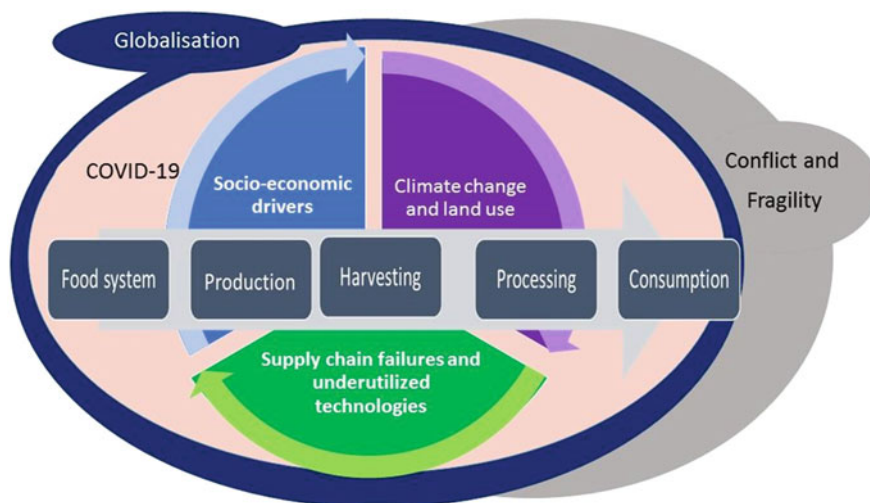 Globalisation
COVID-19
Socio-economic
drivers
Climate change
and land use
Conflict and
Fragility
Food system
Production
Harvesting
Processing
Consumption
Supply chain failures and
underutilized
technologies